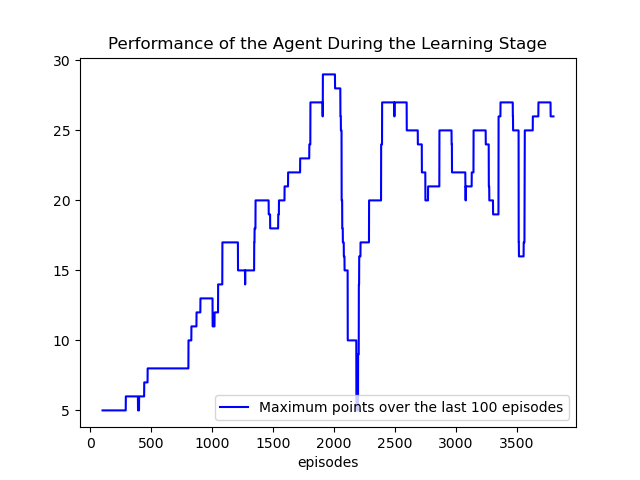 Performance of the Agent During the Learning Stage
30
25
20
15
10
5
Maximum points over the last 100 episodes
0 500 1000 1500 2000 2500 3000 3500
episodes